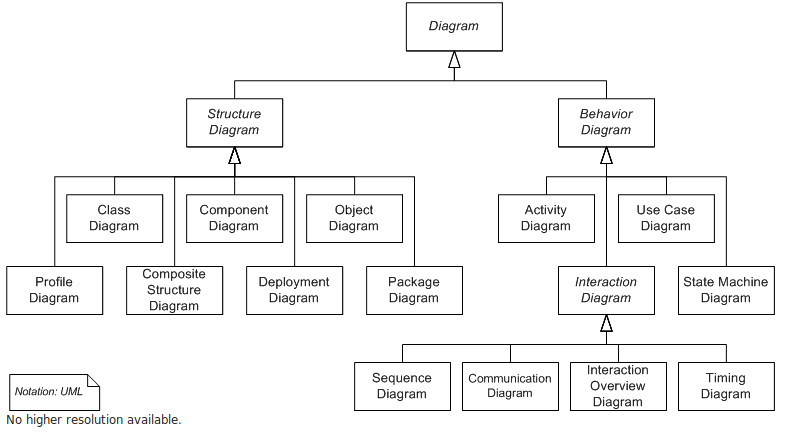 Diagram
Structure
Diagram
Behavior
Diagram
Class
Diagram
Component
Diagram
Object
Diagram
Activity
Diagram
Use Case
Diagram
Profile
Diagram
Composite
Structure
Diagram
Deployment
Diagram
Package
Diagram
Interaction
Diagram
State Machine
Diagram
Sequence
Diagram
Communication
Diagram
Interaction
Overview
Diagram
Timing
Diagram
Notation: UML
No higher resolution available.